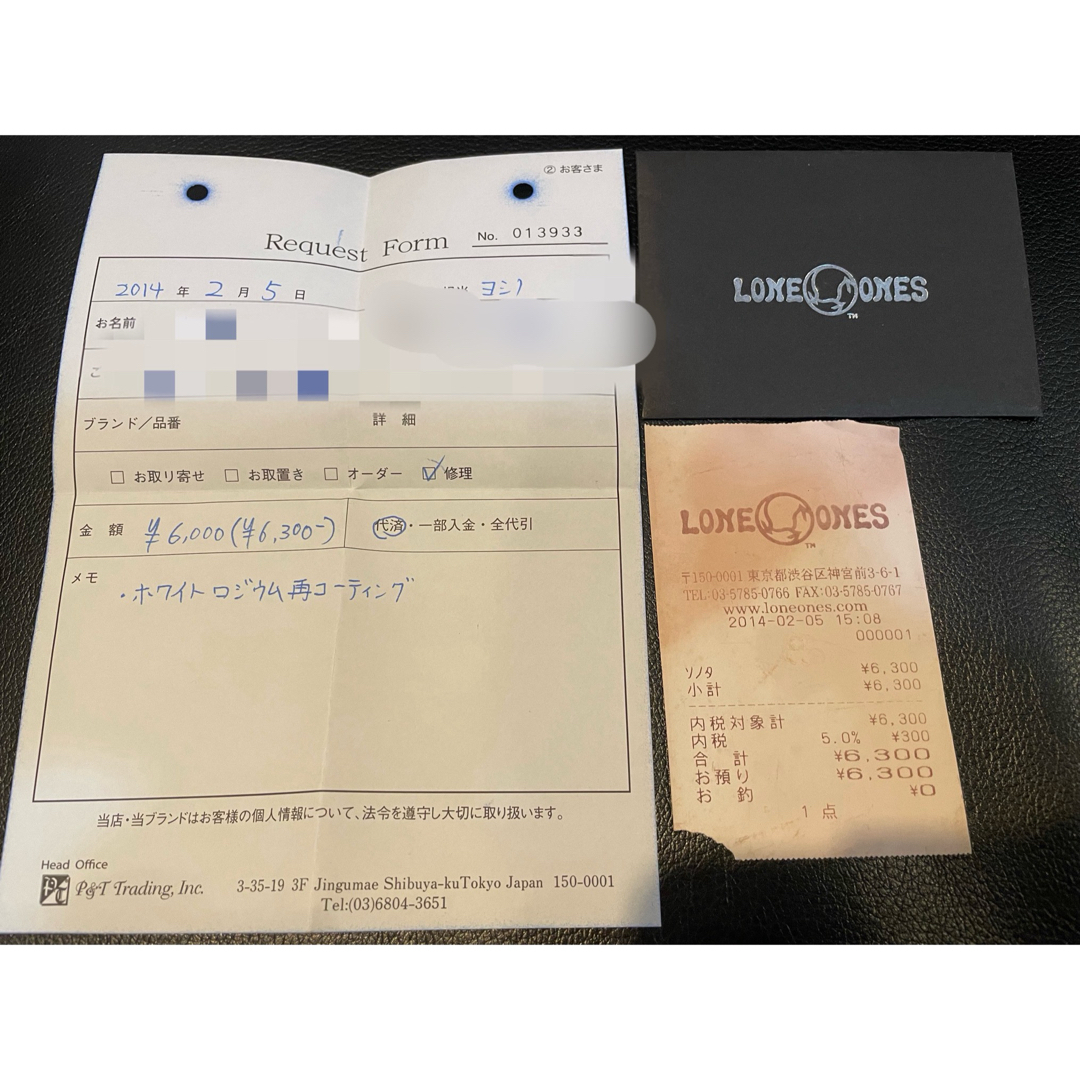 ② お客さま
Request Form
No. 013933
2014 年 2 月 5 日
ヨシノ
お名前
ご
ブランド／品番 詳 細
□ お取り寄せ □ お取置き □ オーダー ☑ 修理
金 額 ¥6,000(¥6,300-) 代済・一部入金・全代引
メモ
・ホワイトロジウム再コーティング
当店・当ブランドはお客様の個人情報について、法令を遵守し大切に取り扱います。
Head Office
P&T Trading, Inc. 3-35-19 3F Jingumae Shibuya-kuTokyo Japan 150-0001
Tel:(03)6804-3651
LONE ONES
TM
LONE ONES
TM
〒150-0001 東京都渋谷区神宮前3-6-1
TEL:03-5785-0766 FAX:03-5785-0767
www.loneones.com
2014-02-05 15:08
000001
ソノタ ¥6,300
小計 ¥6,300
内税対象計 ¥6,300
内税 5.0% ¥300
合 計 ¥6,300
お預り ¥6,300
お 釣 ¥0
1 点